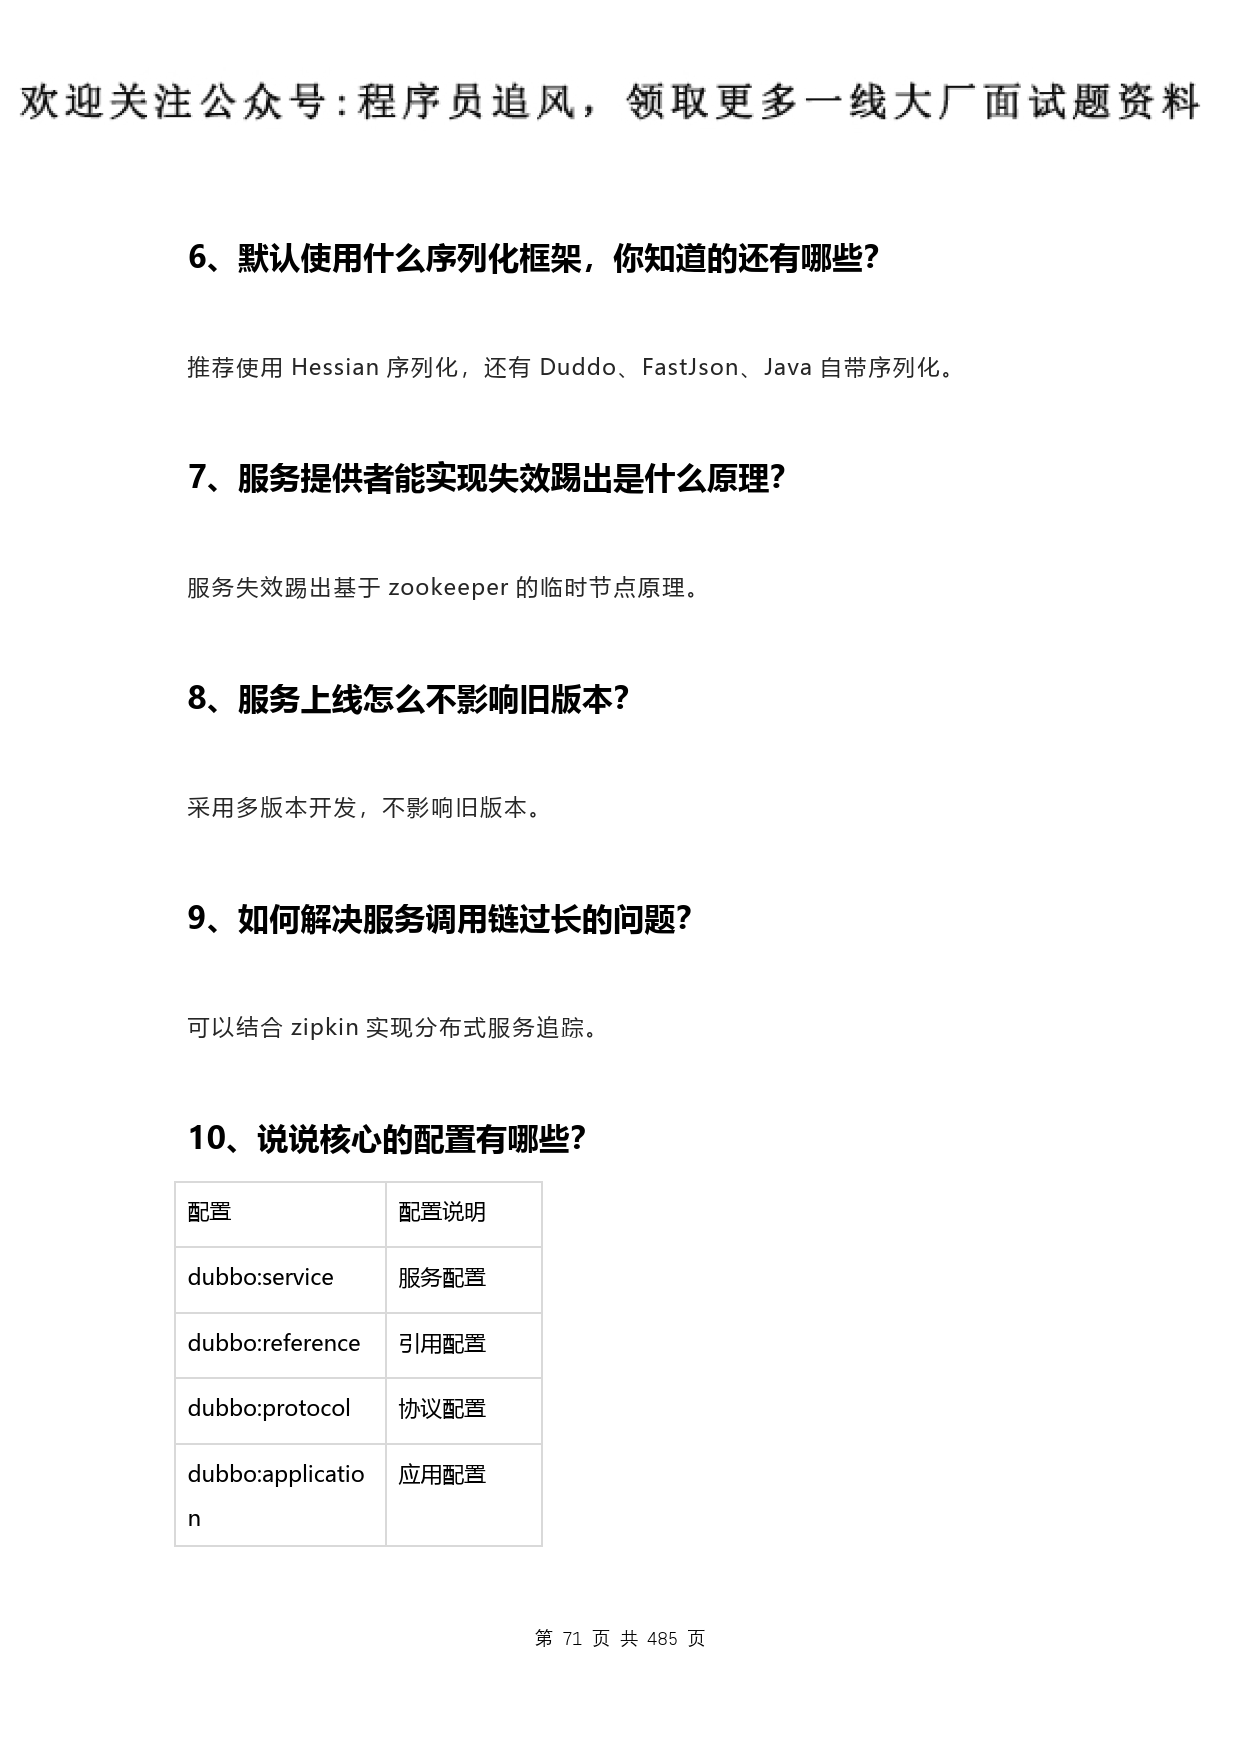 欢迎关注公众号:程序员追风，领取更多一线大厂面试题资料
6、默认使用什么序列化框架，你知道的还有哪些？
推荐使用 Hessian 序列化，还有 Duddo、FastJson、Java 自带序列化。
7、服务提供者能实现失效踢出是什么原理？
服务失效踢出基于 zookeeper 的临时节点原理。
8、服务上线怎么不影响旧版本？
采用多版本开发，不影响旧版本。
9、如何解决服务调用链过长的问题？
可以结合 zipkin 实现分布式服务追踪。
10、说说核心的配置有哪些？
配置 配置说明
dubbo:service 服务配置
dubbo:reference 引用配置
dubbo:protocol 协议配置
dubbo:applicatio 应用配置
n
第 71 页 共 485 页